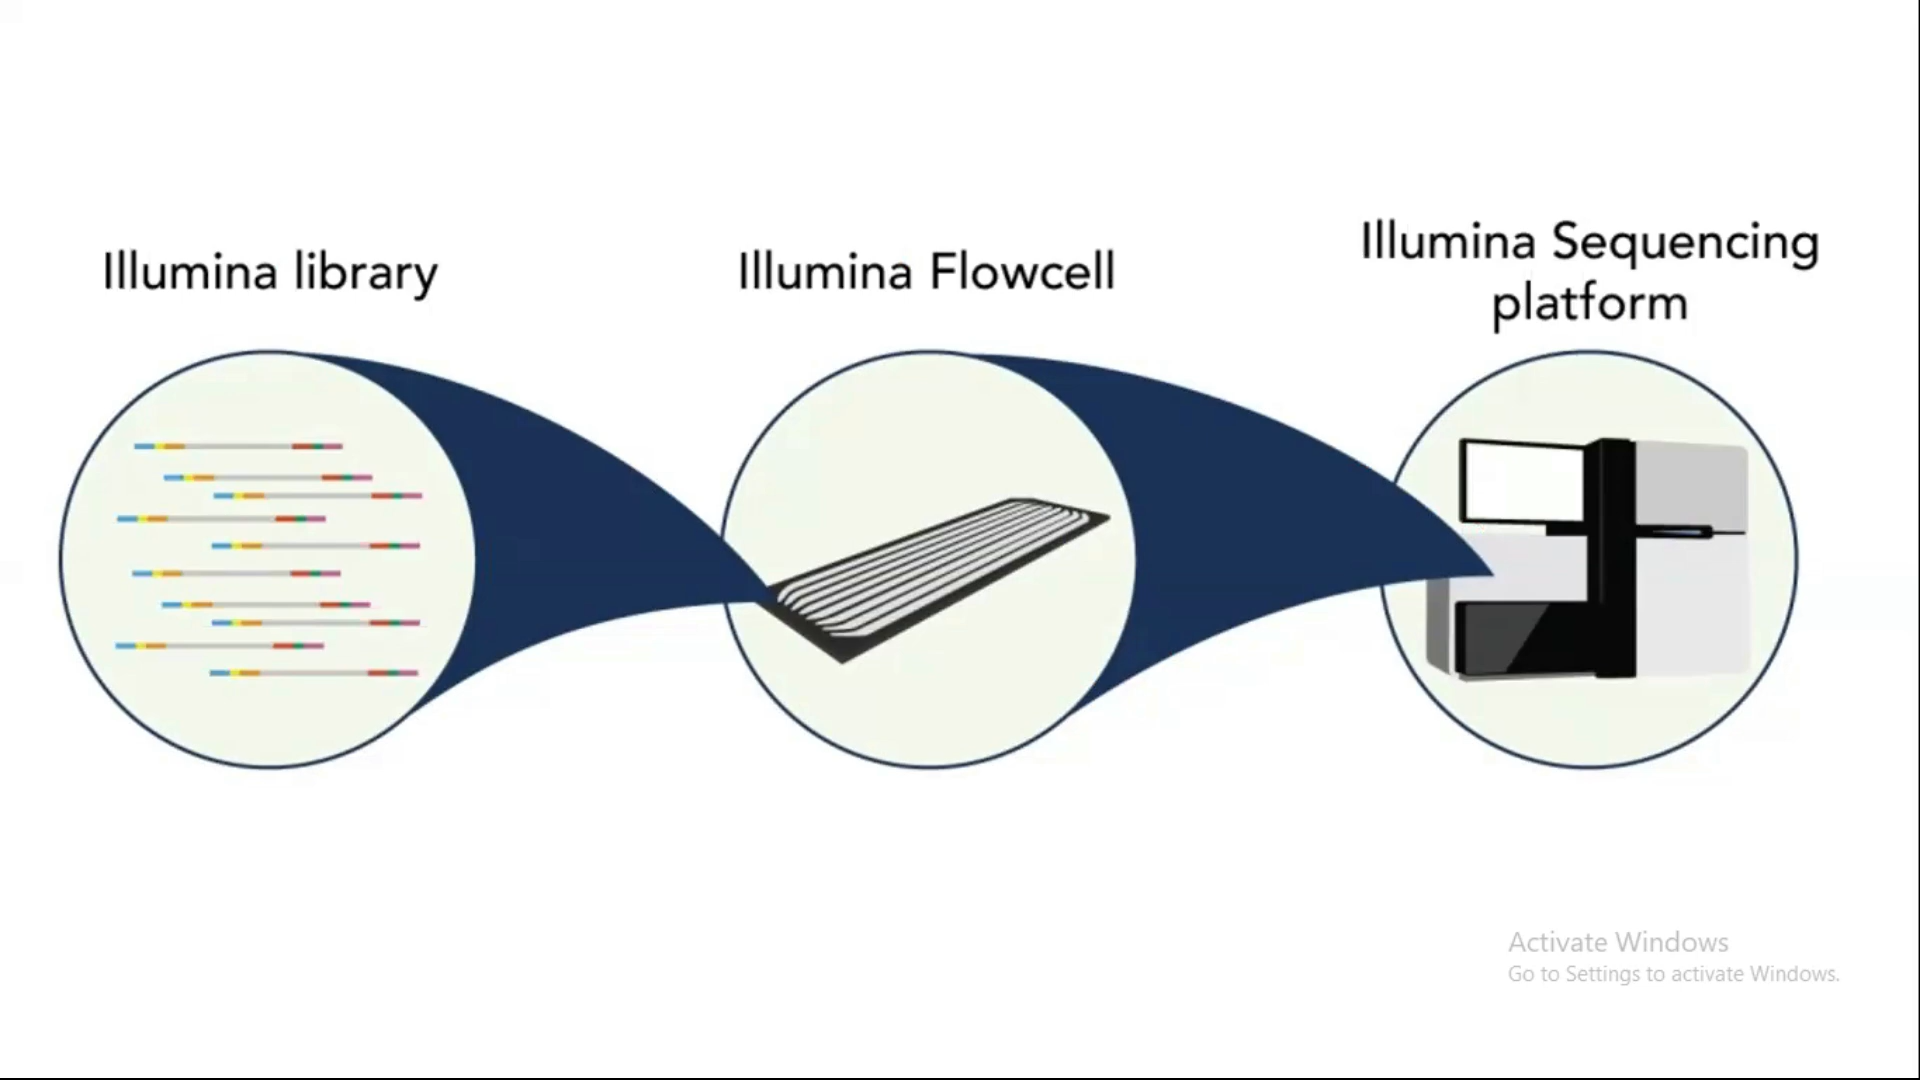 Illumina library
Illumina Flowcell
Illumina Sequencing
platform
Activate Windows
Go to Settings to activate Windows.